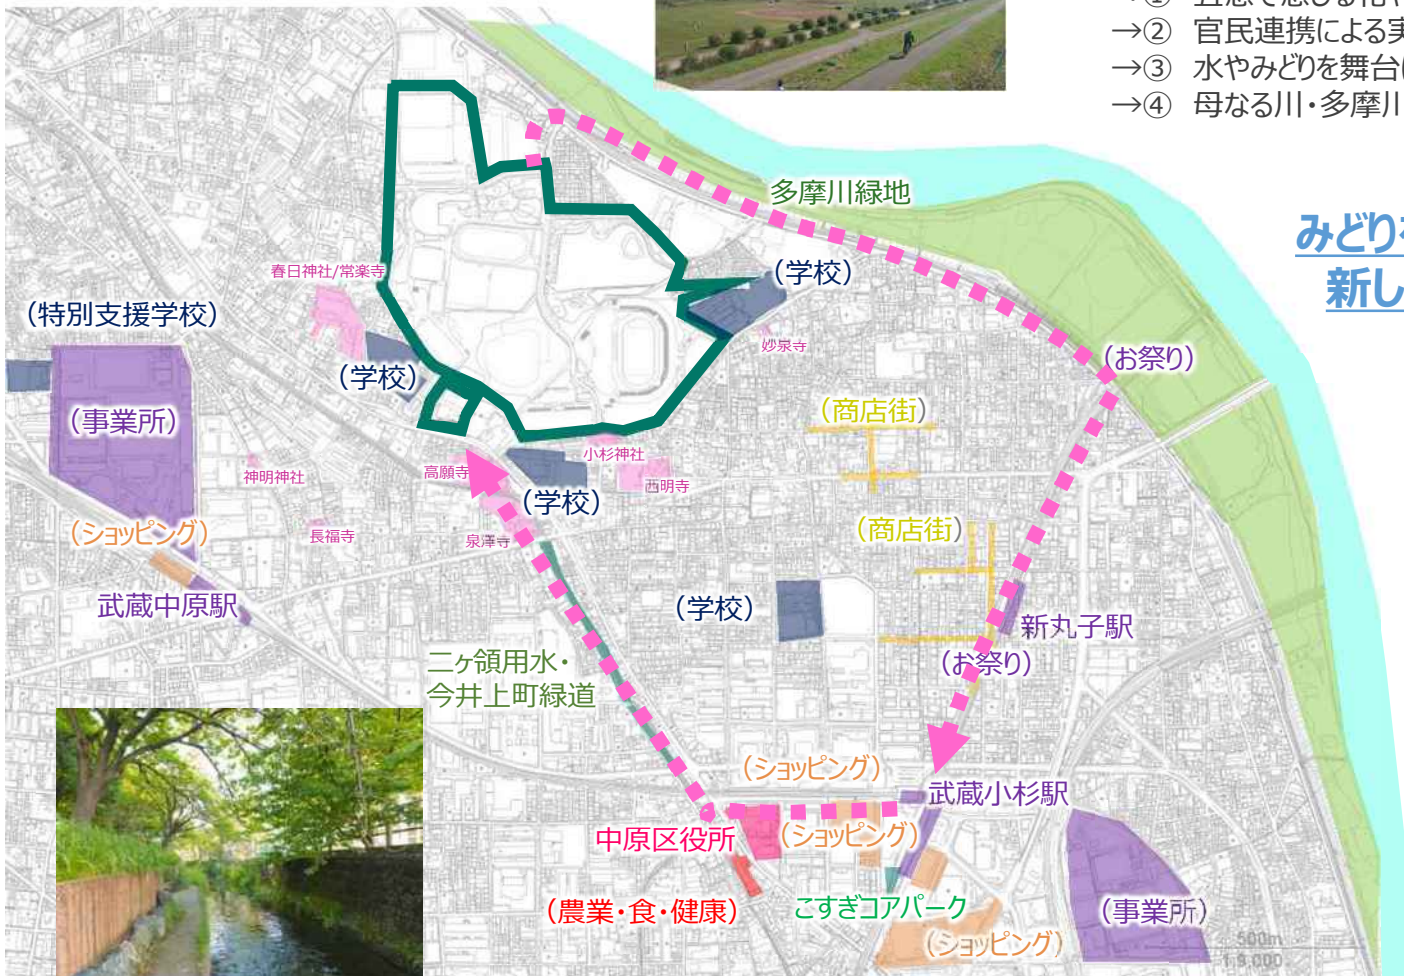 →②　官民連携による実
→③　水やみどりを舞台
→④　母なる川・多摩川
みどりを
新し
多摩川緑地
春日神社/常楽寺
（学校）
（特別支援学校）
妙泉寺
（お祭り）
（学校）
（事業所）
（商店街）
小杉神社
高願寺
神明神社
西明寺
（学校）
（ショッピング）
長福寺
泉澤寺
（商店街）
武蔵中原駅
（学校）
新丸子駅
二ヶ領用水・
今井上町緑道
（お祭り）
（ショッピング）
武蔵小杉駅
中原区役所
（ショッピング）
（農業・食・健康）
こすぎコアパーク
（事業所）
（ショッピング）
500m
1:9,000